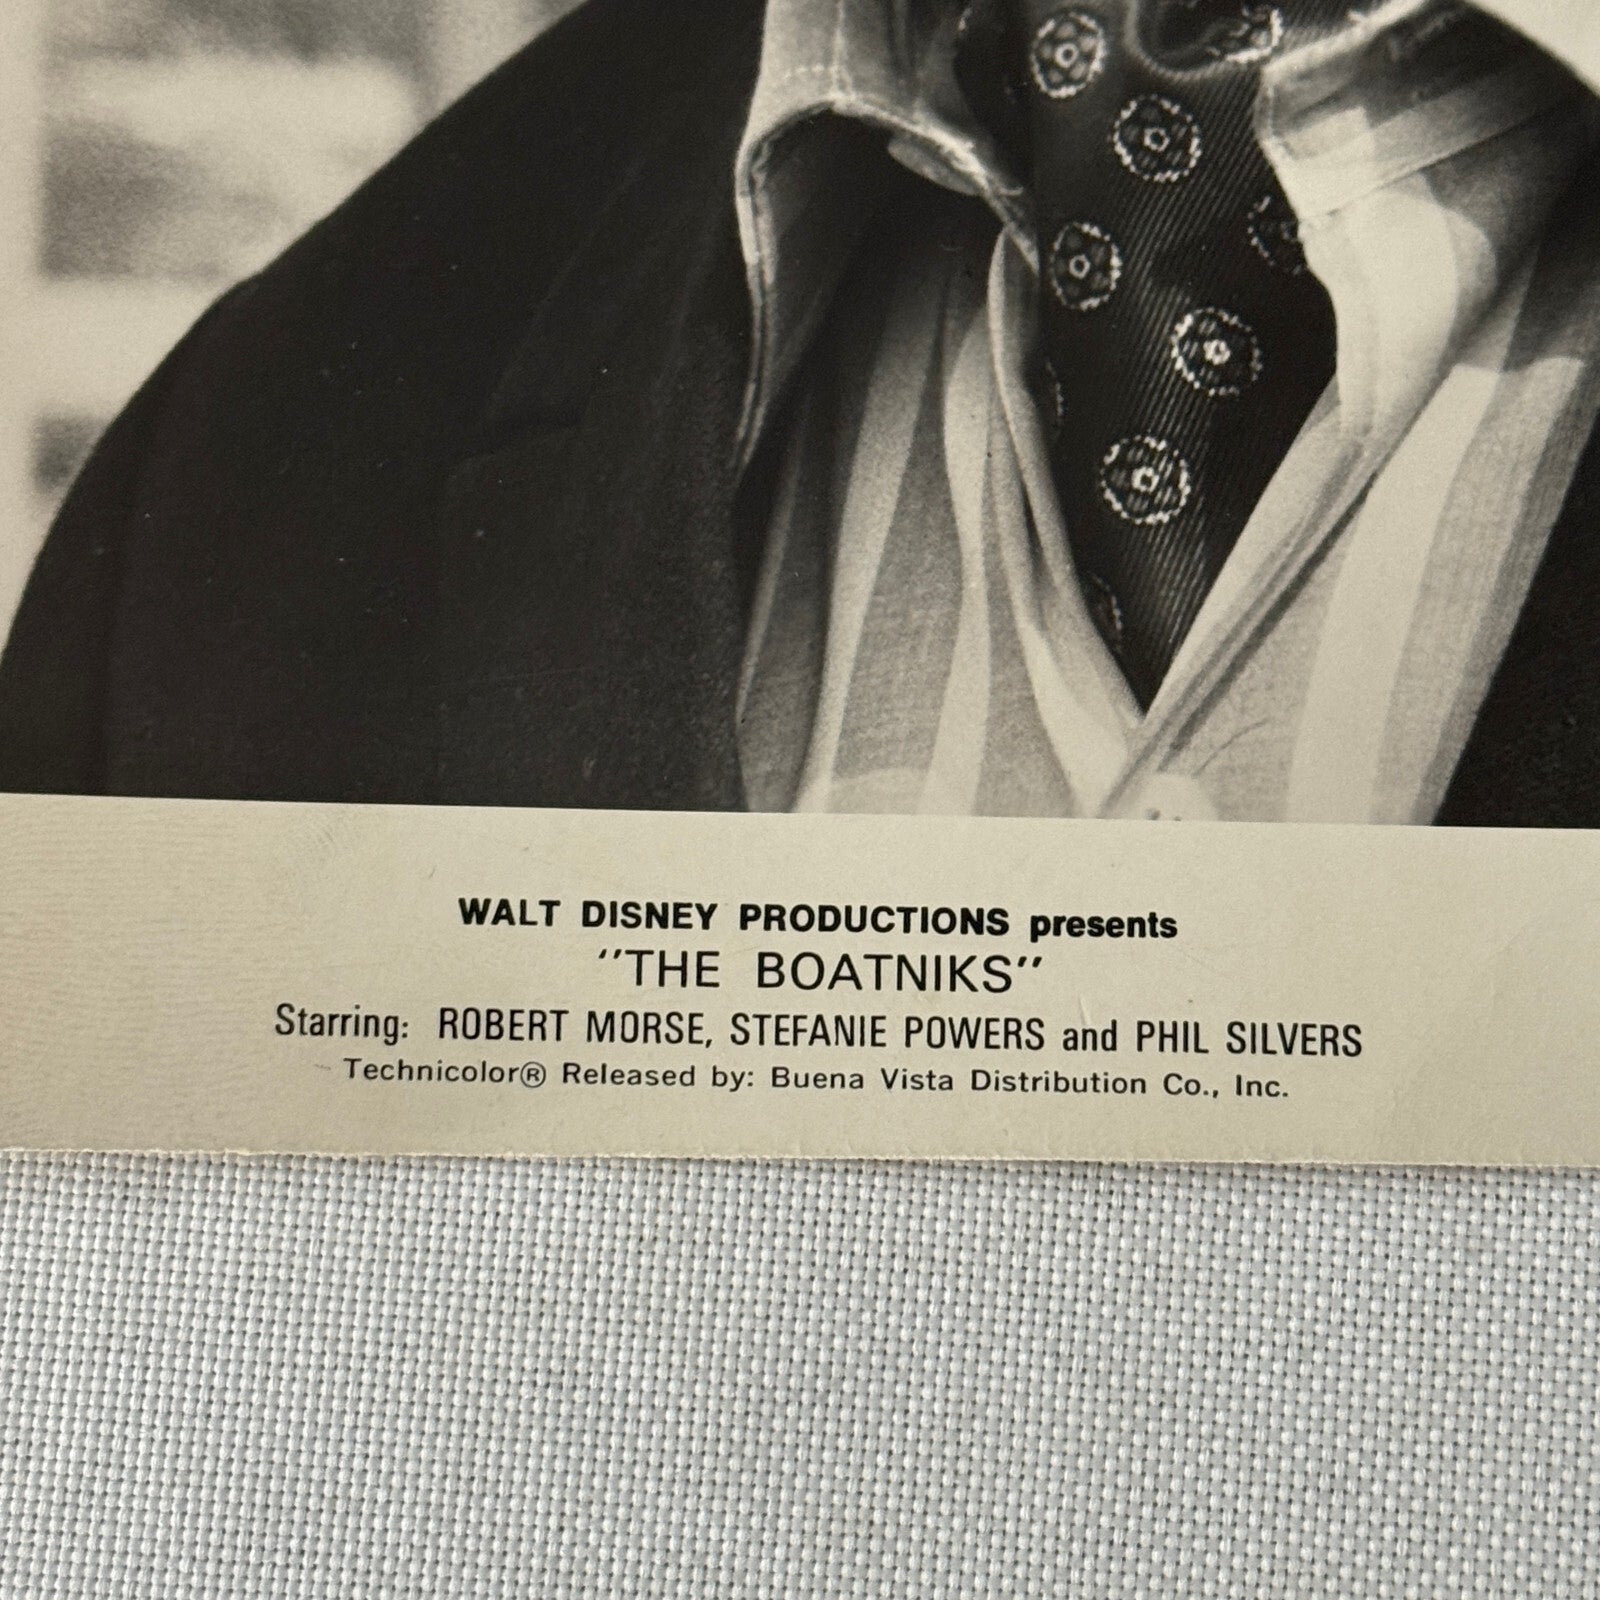 WALT DISNEY PRODUCTIONS presents
"THE BOATNIKS"
Starring: ROBERT MORSE, STEFANIE POWERS and PHIL SILVERS
Technicolor® Released by: Buena Vista Distribution Co., Inc.